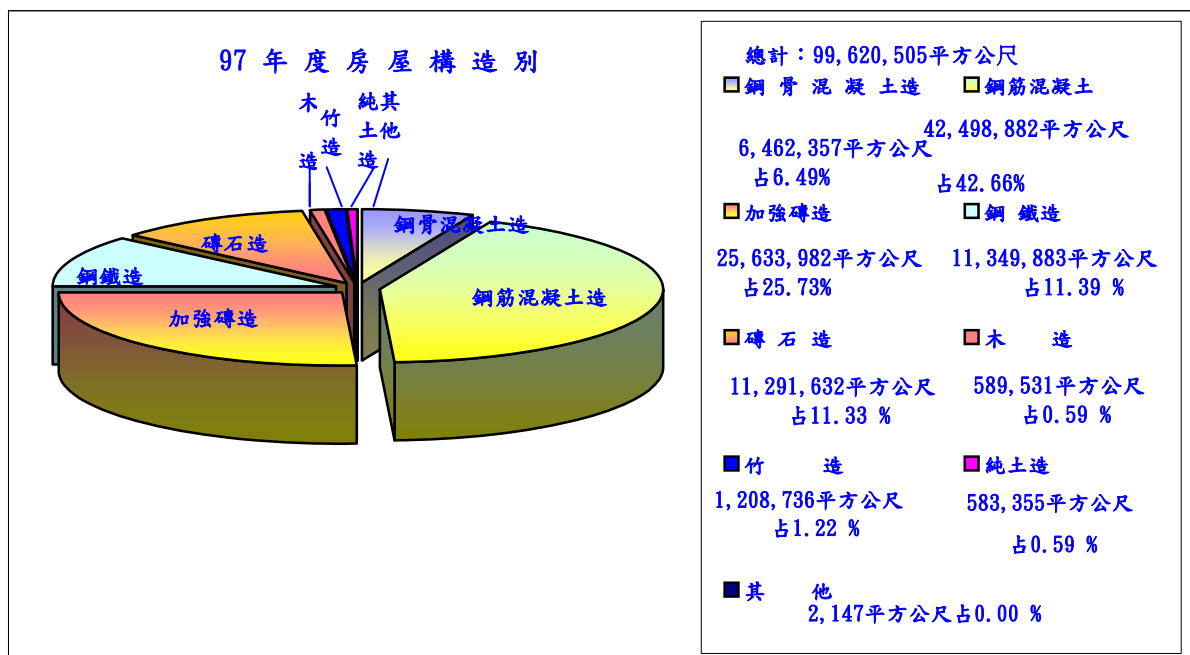 97 年 度 房 屋 構 造 別
木造
竹造
純土造
其他
鋼骨混凝土造
鋼筋混凝土造
加強磚造
鋼鐵造
磚石造
總計：99,620,505平方公尺
鋼 骨 混 凝 土造
鋼筋混凝土
6,462,357平方公尺
占6.49%
42,498,882平方公尺
占42.66%
加強磚造
鋼 鐵造
25,633,982平方公尺
占25.73%
11,349,883平方公尺
占11.39 %
磚 石 造
木 造
11,291,632平方公尺
占11.33 %
589,531平方公尺
占0.59 %
竹 造
純土造
1,208,736平方公尺
占1.22 %
583,355平方公尺
占0.59 %
其 他
2,147平方公尺占0.00 %